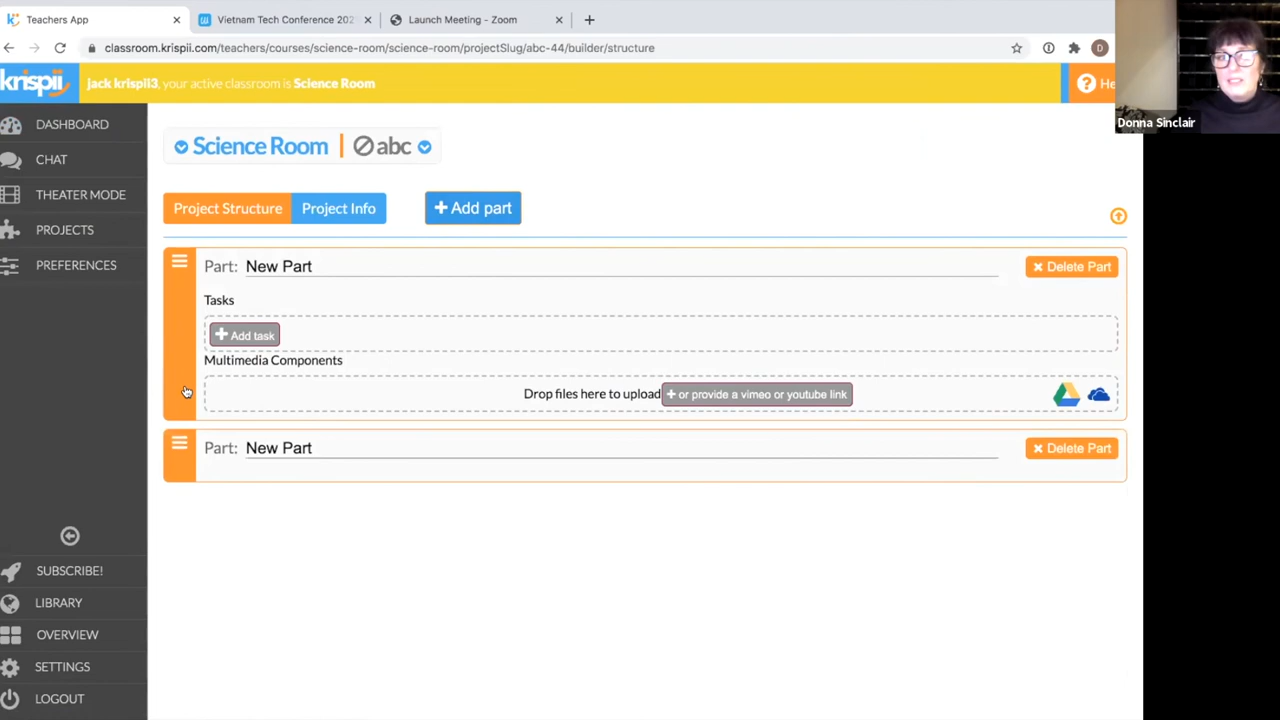 Teachers App
Vietnam Tech Conference 202
Launch Meeting - Zoom
classroom.krispii.com/teachers/courses/science-room/science-room/projectSlug/abc-44/builder/structure
D
krispii
jack krispii3, your active classroom is Science Room
? He
Donna Sinclair
DASHBOARD
CHAT
THEATER MODE
PROJECTS
PREFERENCES
SUBSCRIBE!
LIBRARY
OVERVIEW
SETTINGS
LOGOUT
Science Room | abc
Project Structure
Project Info
+ Add part
Part: New Part
Delete Part
Tasks
+ Add task
Multimedia Components
Drop files here to upload + or provide a vimeo or youtube link
Part: New Part
Delete Part